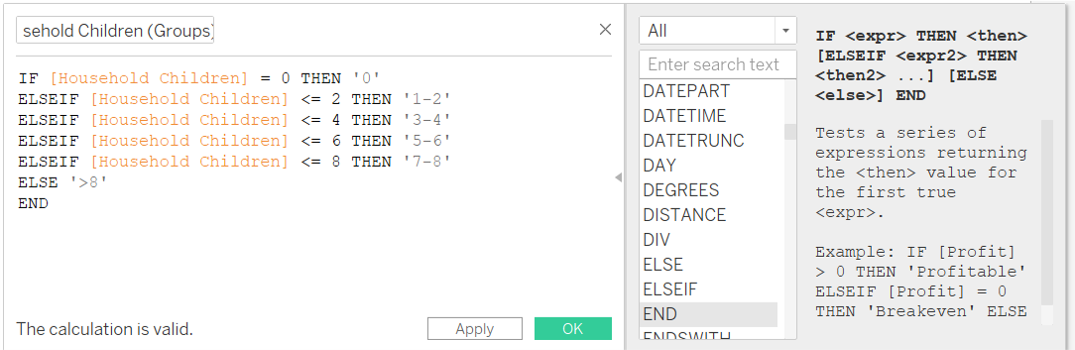 sehold Children (Groups)
IF [Household Children] = 0 THEN '0'
ELSEIF [Household Children] <= 2 THEN '1-2'
ELSEIF [Household Children] <= 4 THEN '3-4'
ELSEIF [Household Children] <= 6 THEN '5-6'
ELSEIF [Household Children] <= 8 THEN '7-8'
ELSE '>8'
END
The calculation is valid.
Apply
OK
All
Enter search text
DATEPART
DATETIME
DATETRUNC
DAY
DEGREES
DISTANCE
DIV
ELSE
ELSEIF
END
ENDSWITH
IF <expr> THEN <then>
[ELSEIF <expr2> THEN
<then2> ...] [ELSE
<else>] END
Tests a series of
expressions returning
the <then> value for
the first true
<expr>.
Example: IF [Profit]
> 0 THEN 'Profitable'
ELSEIF [Profit] = 0
THEN 'Breakeven' ELSE